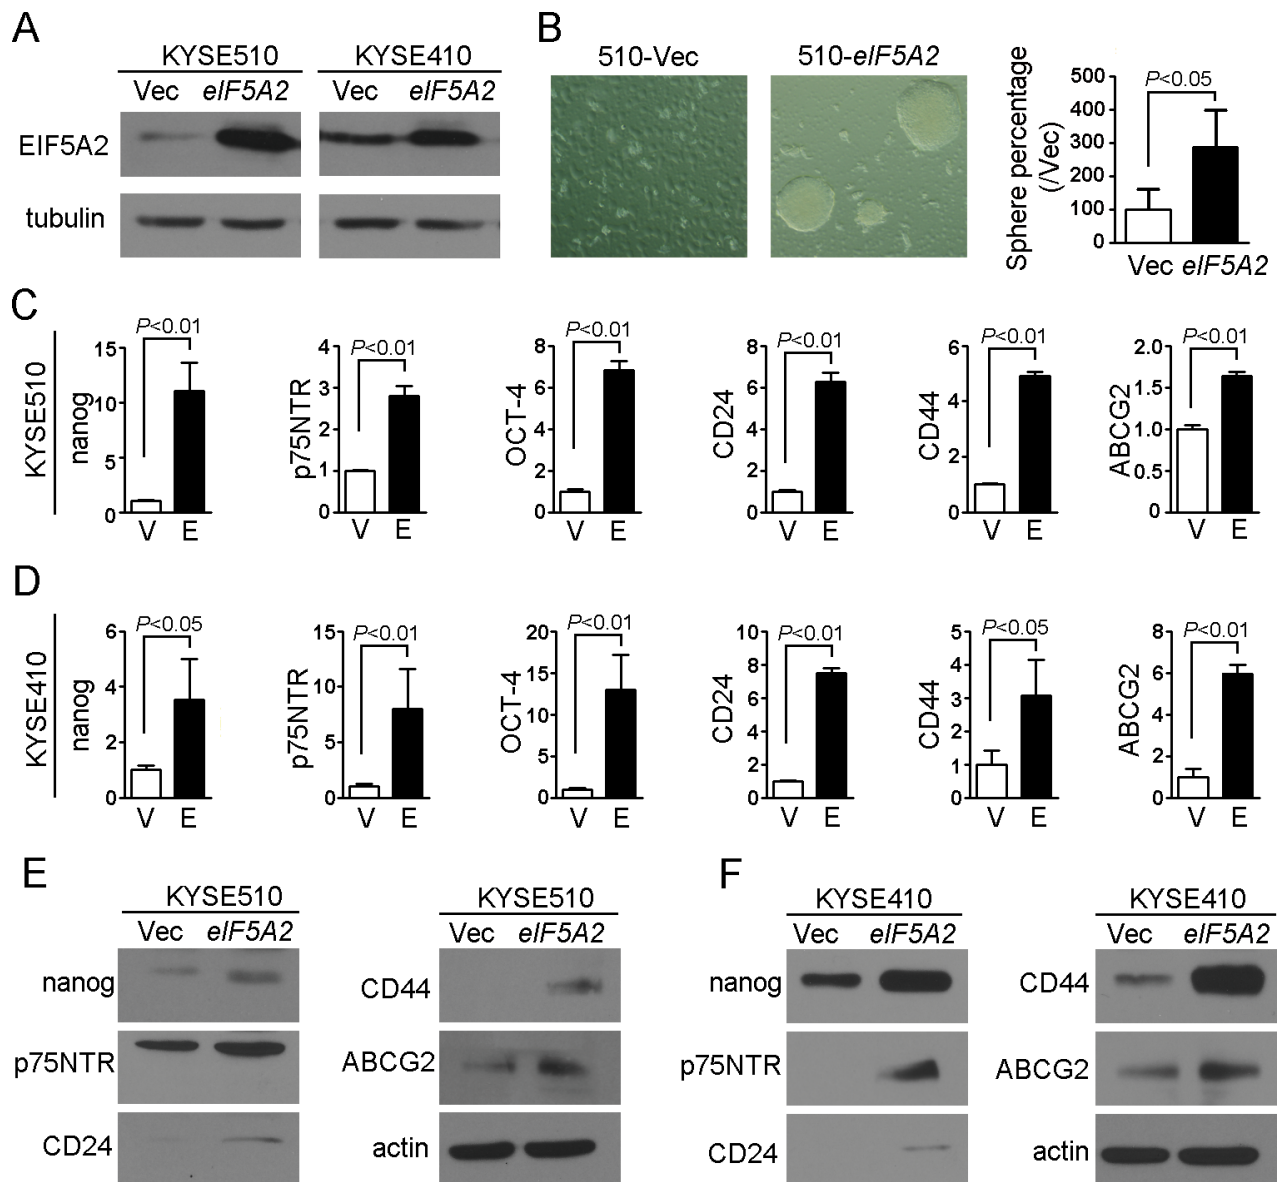 A
KYSE510 KYSE410
Vec eIF5A2 Vec eIF5A2
EIF5A2
tubulin
B
510-Vec 510-eIF5A2
Sphere percentage
(/Vec)
500
400
300
200
100
0
P<0.05
Vec eIF5A2
C
KYSE510
nanog
15
10
5
0
P<0.01
V E
p75NTR
4
3
2
1
0
P<0.01
V E
OCT-4
8
6
4
2
0
P<0.01
V E
CD24
8
6
4
2
0
P<0.01
V E
CD44
6
4
2
0
P<0.01
V E
ABCG2
2.0
1.5
1.0
0.5
0
P<0.01
V E
D
KYSE410
nanog
6
4
2
0
P<0.05
V E
p75NTR
15
10
5
0
P<0.01
V E
OCT-4
20
15
10
5
0
P<0.01
V E
CD24
10
8
6
4
2
0
P<0.01
V E
CD44
5
4
3
2
1
0
P<0.05
V E
ABCG2
8
6
4
2
0
P<0.01
V E
E
KYSE510
Vec eIF5A2
nanog
p75NTR
CD24
KYSE510
Vec eIF5A2
CD44
ABCG2
actin
F
KYSE410
Vec eIF5A2
nanog
p75NTR
CD24
KYSE410
Vec eIF5A2
CD44
ABCG2
actin